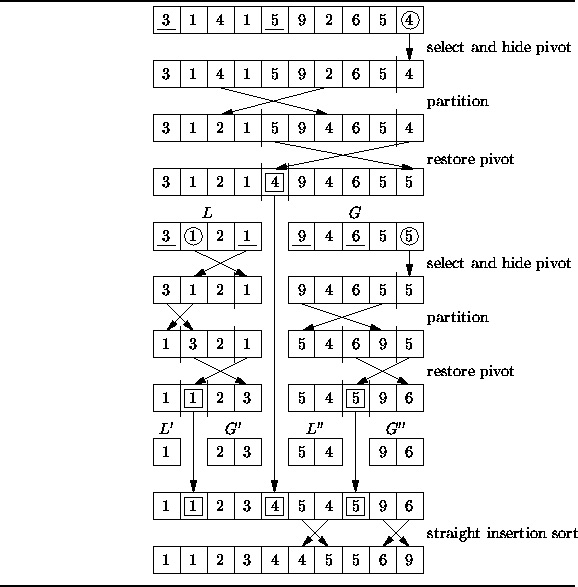 3 1 4 1 5 9 2 6 5 4
select and hide pivot
3 1 4 1 5 9 2 6 5 4
partition
3 1 2 1 5 9 4 6 5 4
restore pivot
3 1 2 1 4 9 4 6 5 5
L G
3 1 2 1 9 4 6 5 5
select and hide pivot
3 1 2 1 9 4 6 5 5
partition
1 3 2 1 5 4 6 9 5
restore pivot
1 1 2 3 5 4 5 9 6
L' G' L'' G''
1 2 3 5 4 9 6
1 1 2 3 4 5 4 5 9 6
straight insertion sort
1 1 2 3 4 4 5 5 6 9